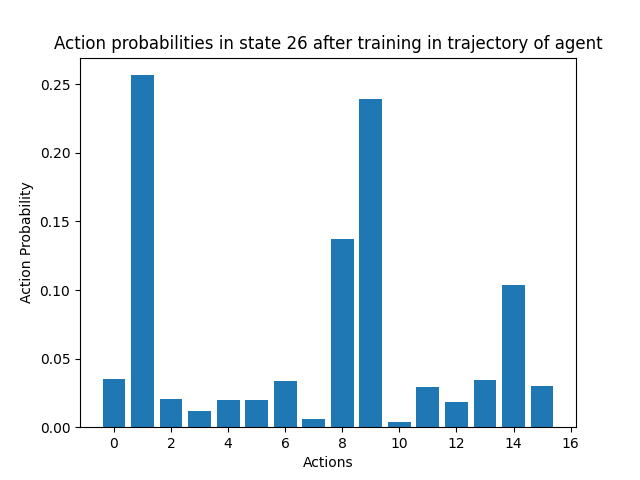 Action probabilities in state 26 after training in trajectory of agent
0.25
0.20
0.15
0.10
0.05
0.00
Action Probability
0 2 4 6 8 10 12 14 16
Actions